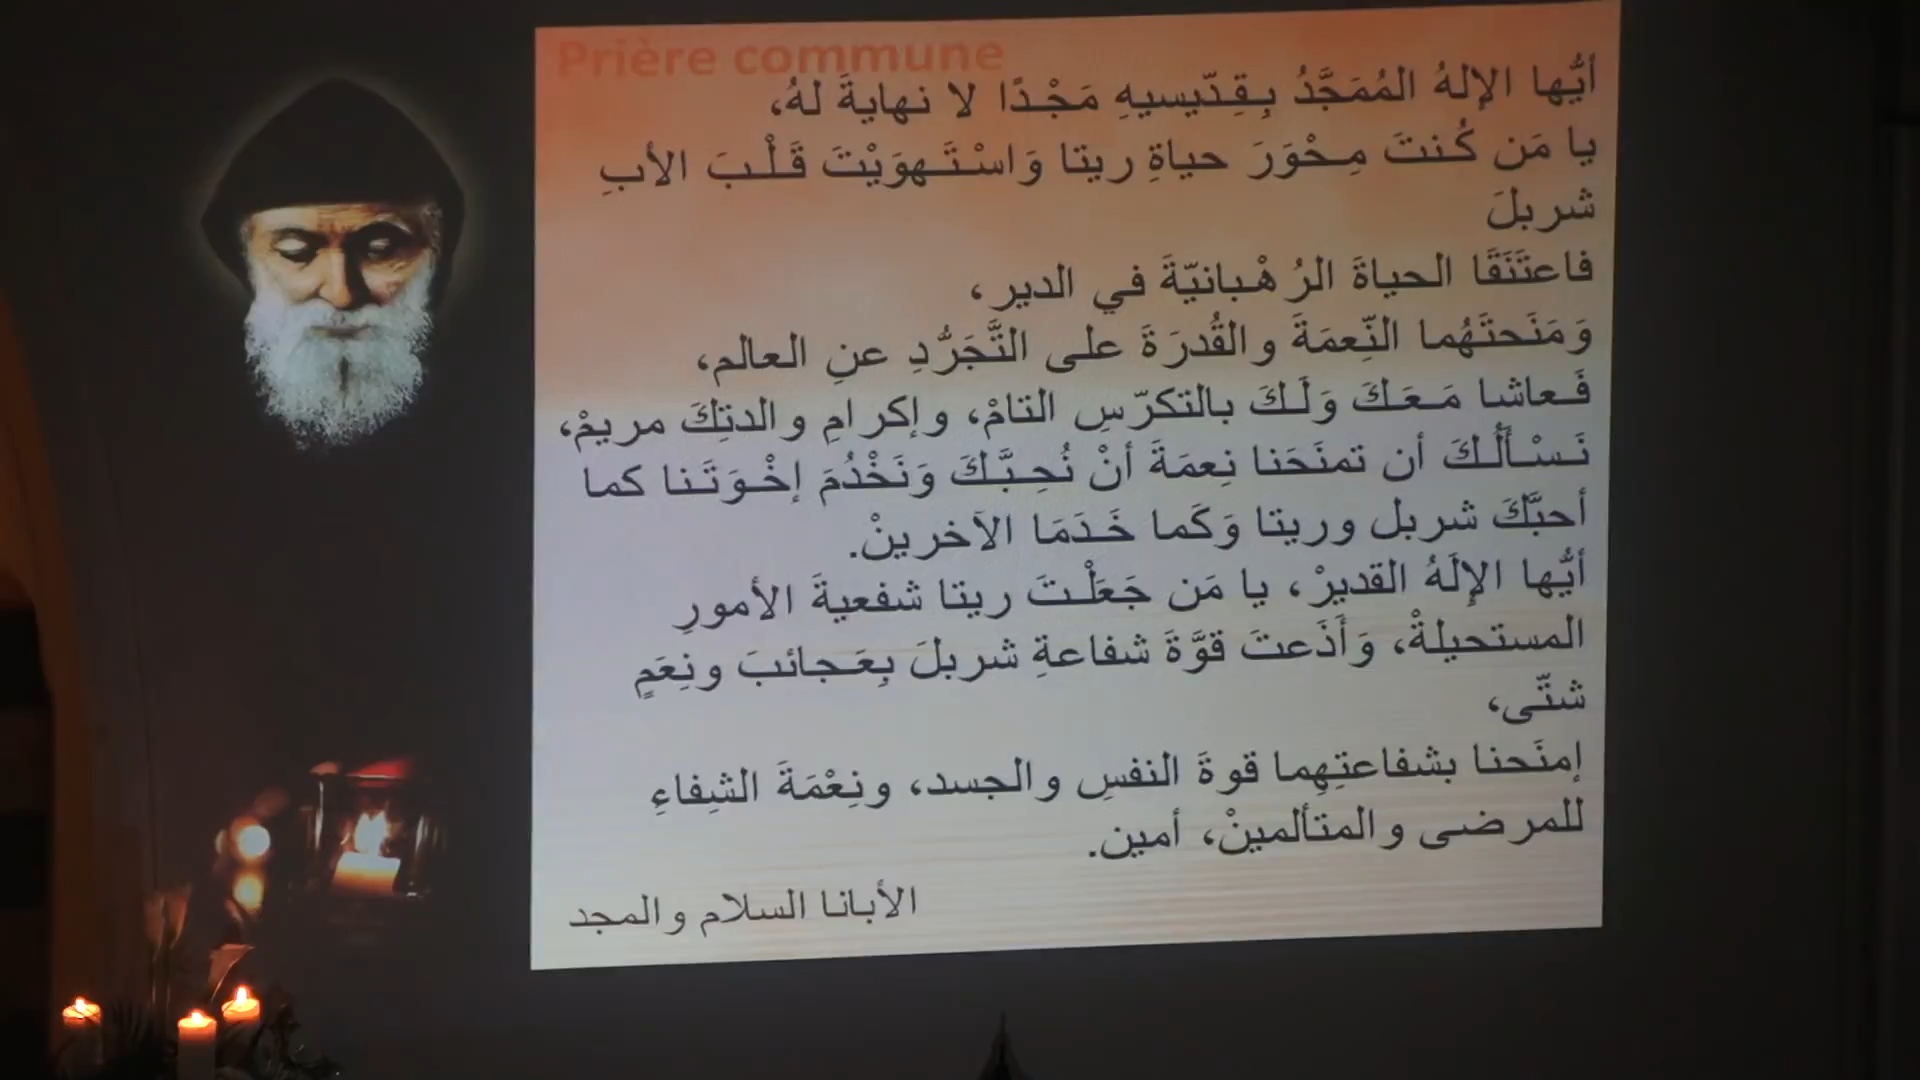 Prière commune
أيُّها الإلهُ المُمَجَّدُ بِقِدّيسيهِ مَجْدًا لا نهايةَ لهُ،
يا مَن كُنتَ مِحْوَرَ حياةِ ريتا وَاسْتَهوَيْتَ قَلْبَ الأبِ
شربلَ
فاعتَنَقَا الحياةَ الرُهْبانيّةَ في الدير،
وَمَنَحتَهُما النِّعمَةَ والقُدرَةَ على التَّجَرُّدِ عنِ العالم،
فَعاشا مَعَكَ وَلَكَ بالتكرّسِ التامْ، وإكرامِ والدتِكَ مريمْ،
نَسْأَلُكَ أن تمنَحَنا نِعمَةَ أنْ نُحِبَّكَ وَنَخْدُمَ إخْوَتَنا كما
أحبَّكَ شربل وريتا وَكَما خَدَمَا الآخرينْ.
أيُّها الإلَهُ القديرْ، يا مَن جَعَلْتَ ريتا شفعيةَ الأمورِ
المستحيلةْ، وَأَذَعتَ قوَّةَ شفاعةِ شربلَ بِعَجائبَ ونِعَمٍ
شتّى،
إمنَحنا بشفاعتِهِما قوةَ النفسِ والجسد، ونِعْمَةَ الشِفاءِ
للمرضى والمتألمينْ، أمين.
الأبانا السلام والمجد